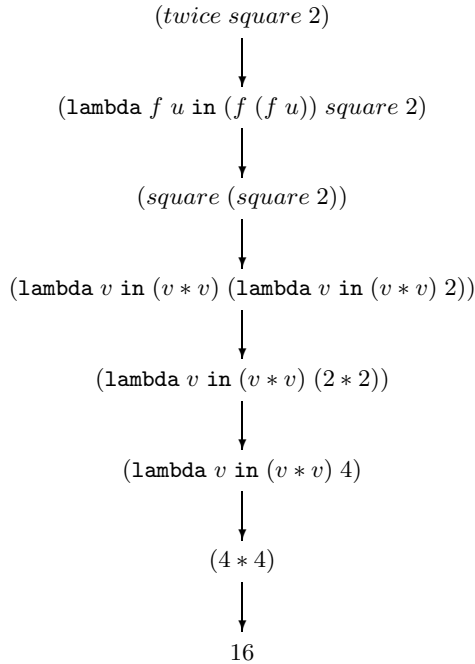 (twice square 2)
(lambda f u in (f (f u)) square 2)
(square (square 2))
(lambda v in (v ∗ v) (lambda v in (v ∗ v) 2))
(lambda v in (v ∗ v) (2 ∗ 2))
(lambda v in (v ∗ v) 4)
(4 ∗ 4)
16